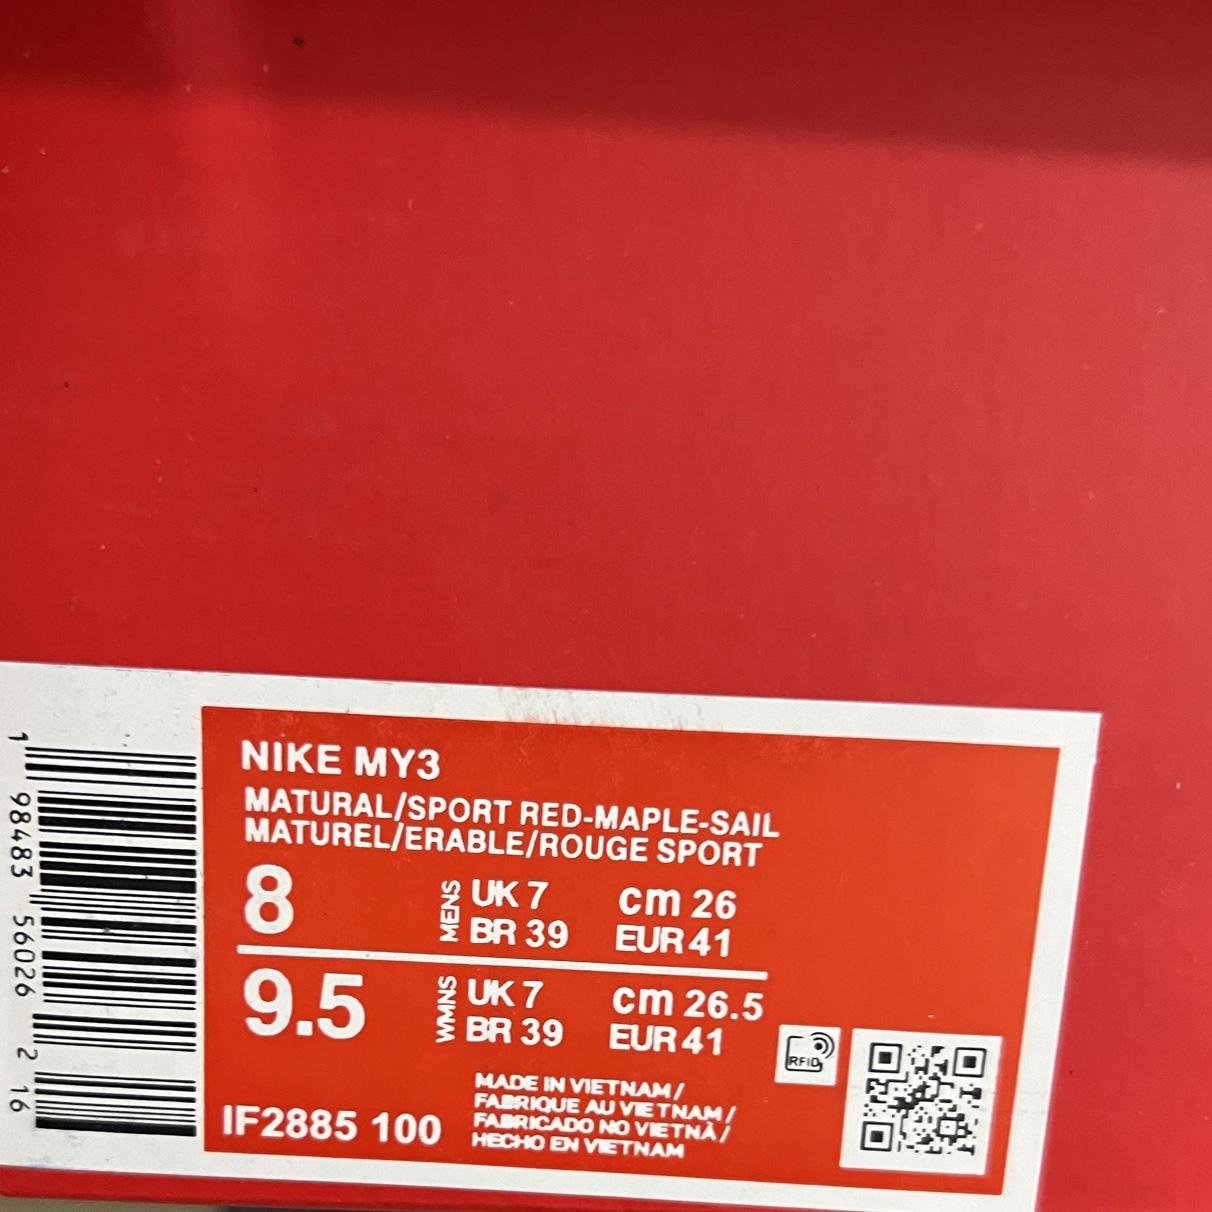 NIKE MY3
MATURAL/SPORT RED-MAPLE-SAIL
MATUREL/ERABLE/ROUGE SPORT
8 MENS UK 7 cm 26
BR 39 EUR 41
9.5 WMNS UK 7 cm 26.5
BR 39 EUR 41
RFID
MADE IN VIETNAM /
FABRIQUE AU VIETNAM /
FABRICADO NO VIETNÃ /
HECHO EN VIETNAM
IF2885 100
1 98483 56026 2 16